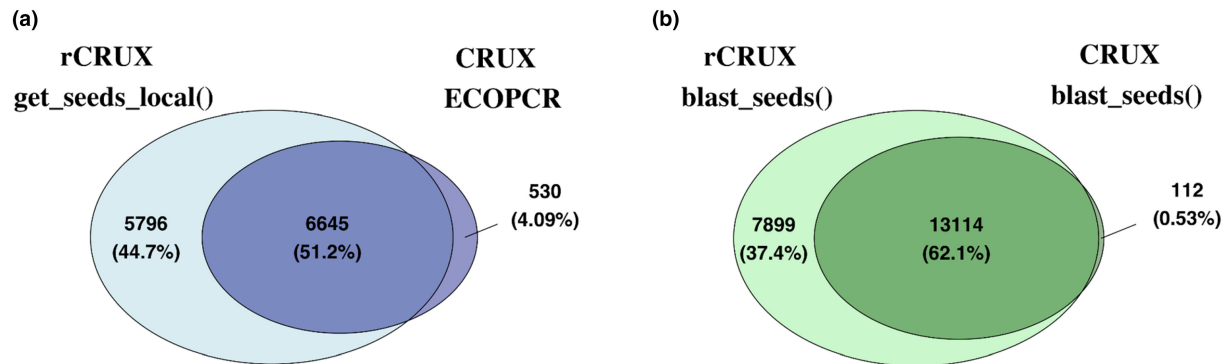 (a)
rCRUX
get_seeds_local()
CRUX
ECOPCR
5796
(44.7%)
6645
(51.2%)
530
(4.09%)
(b)
rCRUX
blast_seeds()
CRUX
blast_seeds()
7899
(37.4%)
13114
(62.1%)
112
(0.53%)